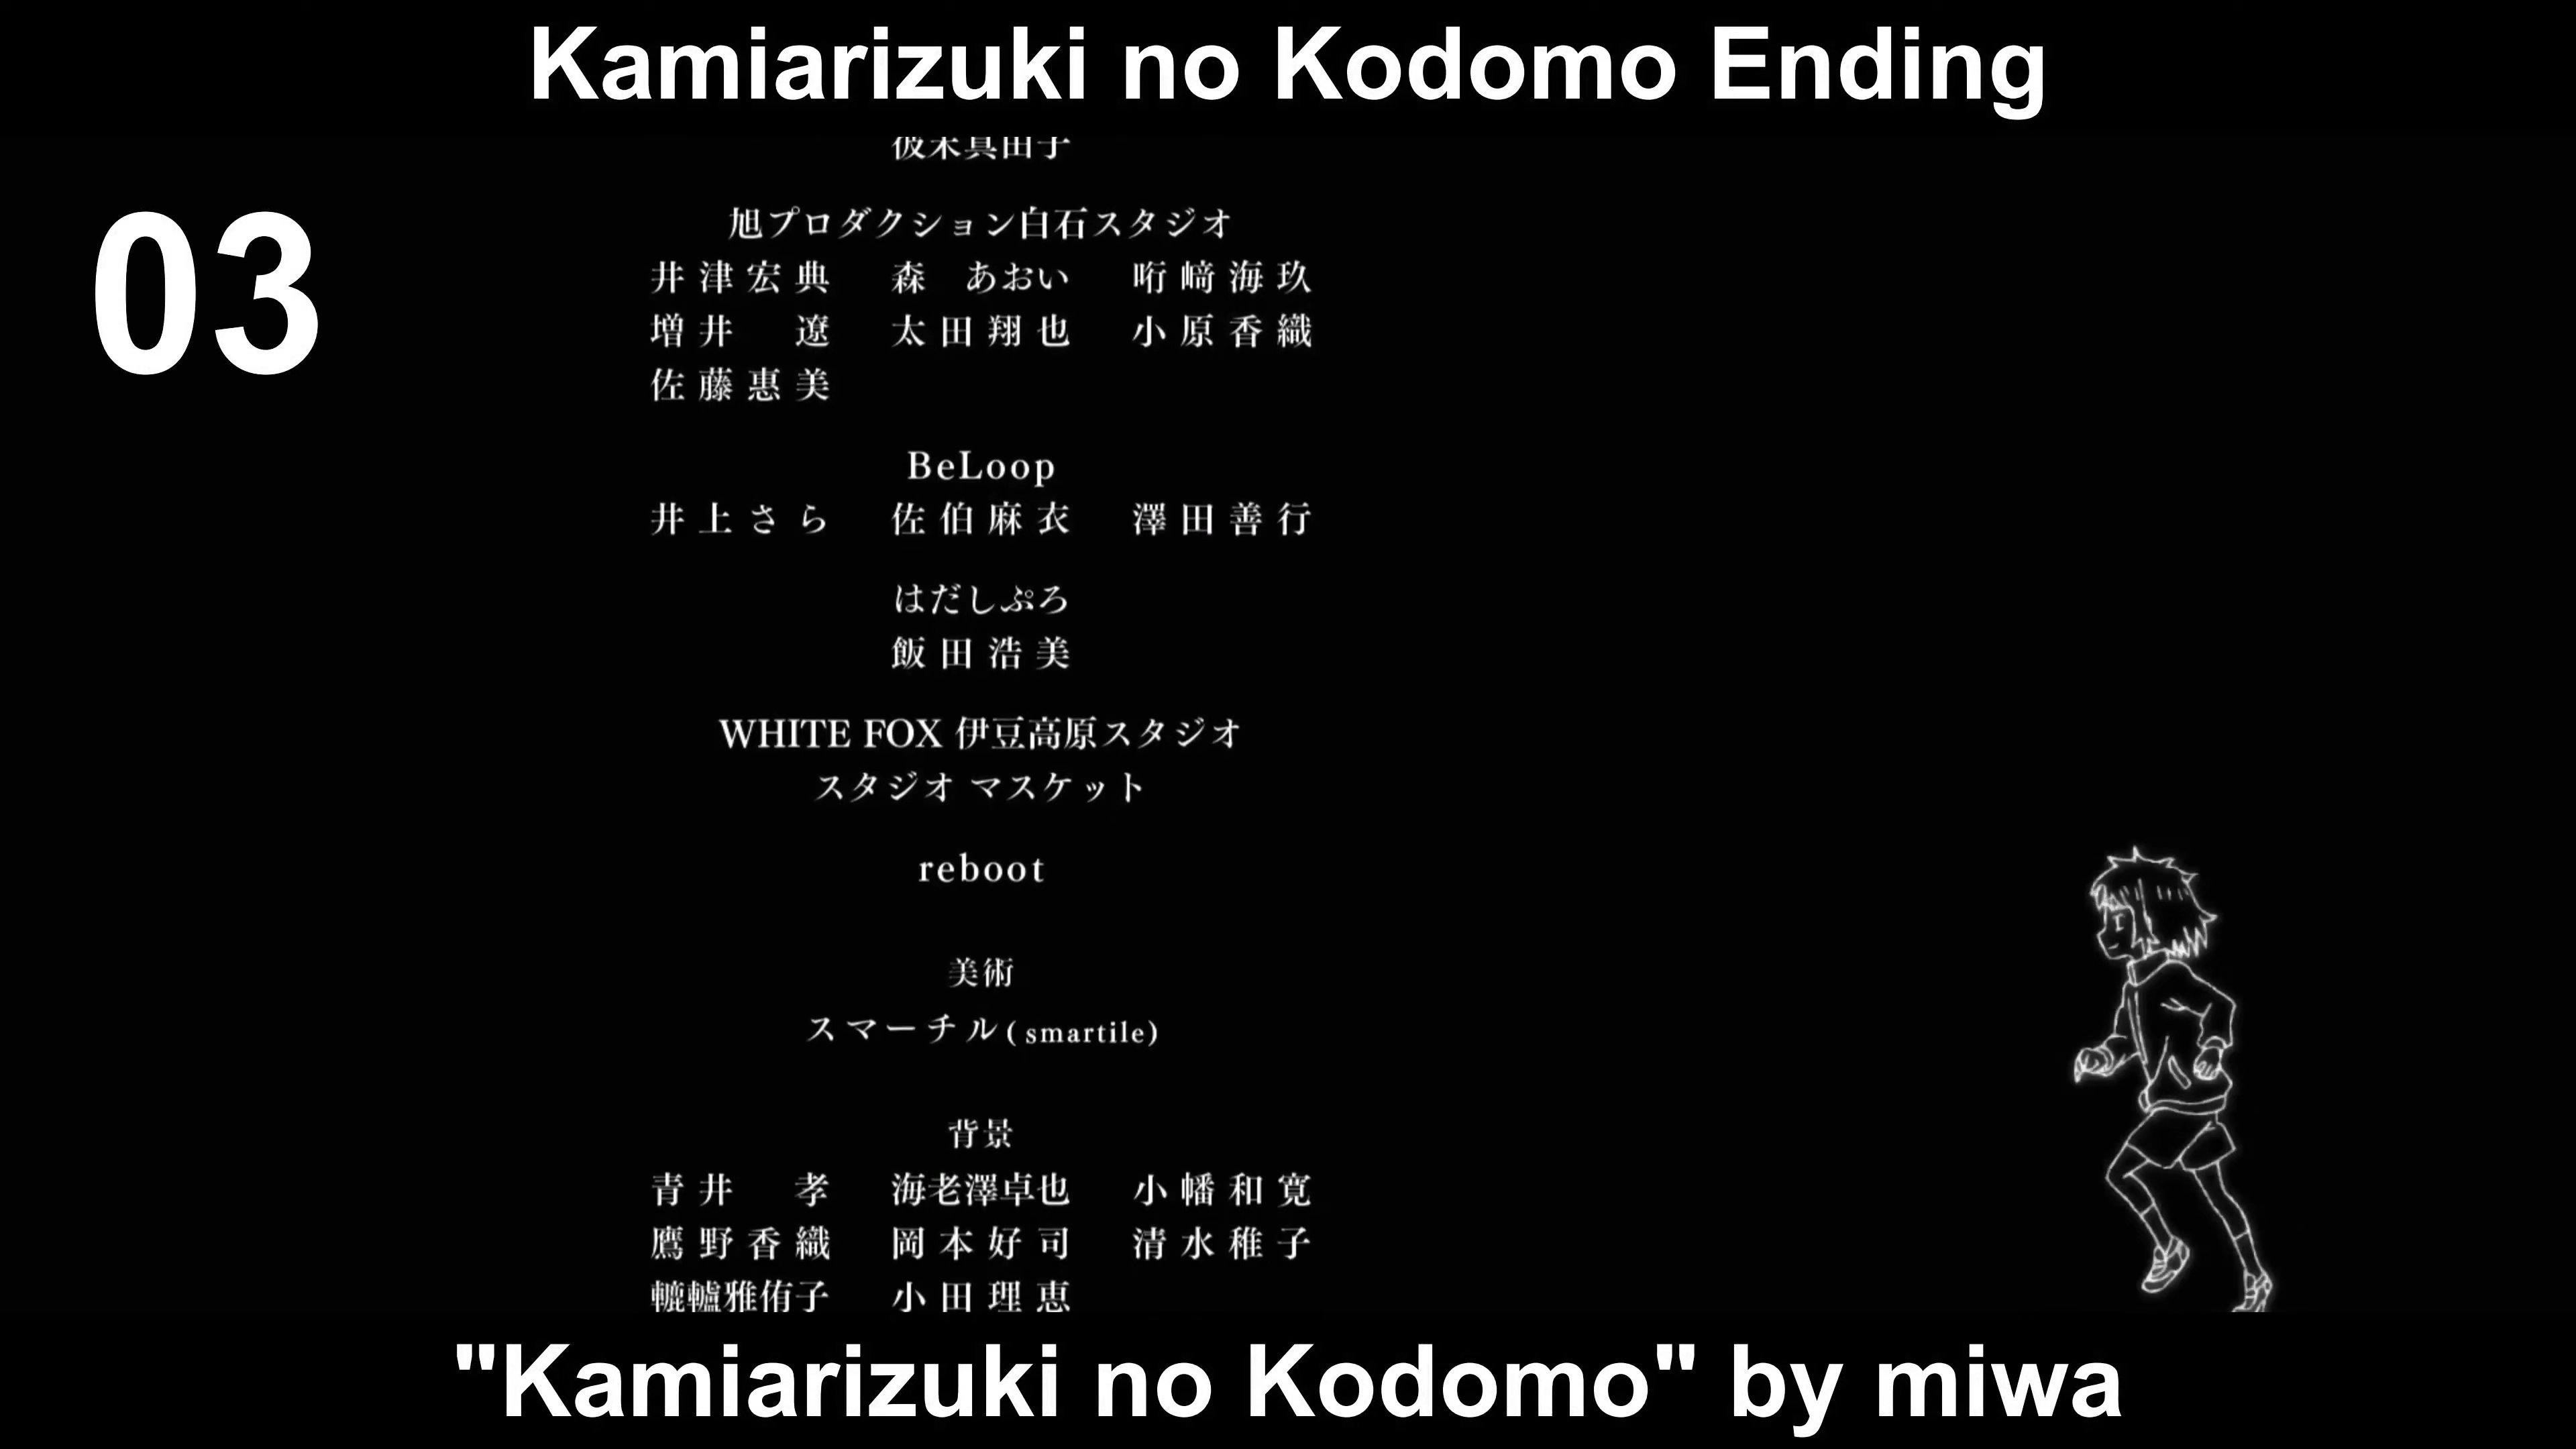 Kamiarizuki no Kodomo Ending
03
旭プロダクション白石スタジオ
井津宏典 森 あおい 哘﨑海玖
増井 遼 太田翔也 小原香織
佐藤惠美
BeLoop
井上さら 佐伯麻衣 澤田善行
はだしぷろ
飯田浩美
WHITE FOX 伊豆高原スタジオ
スタジオ マスケット
reboot
美術
スマーチル(smartile)
背景
青井 孝 海老澤卓也 小幡和寛
鷹野香織 岡本好司 清水稚子
轆轤雅侑子 小田理恵
"Kamiarizuki no Kodomo" by miwa